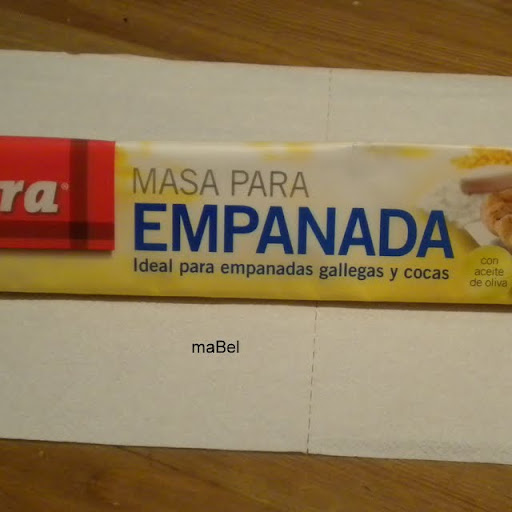 ra
MASA PARA
EMPANADA
Ideal para empanadas gallegas y cocas
con
aceite
de oliva
maBel